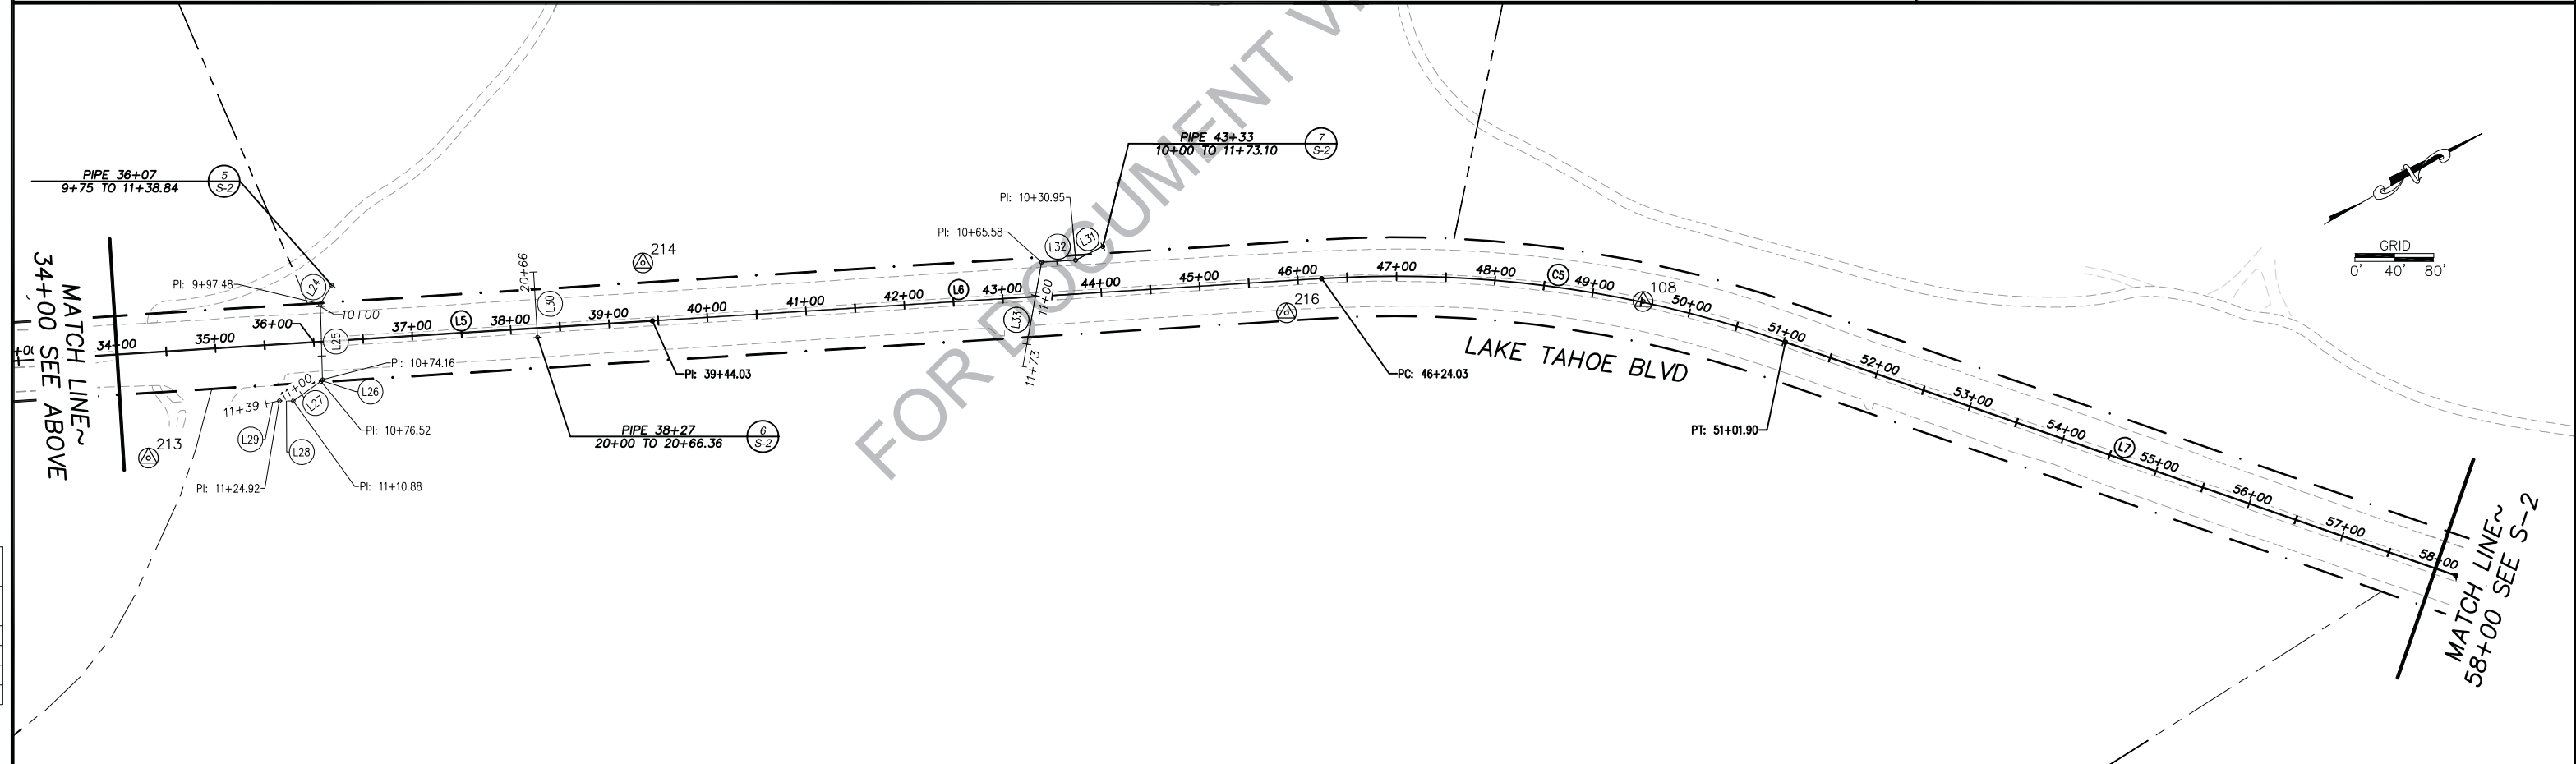 FOR DOCUMENT V
PIPE 43+33
10+00 TO 11+73.10
7
S-2
PIPE 36+07
9+75 TO 11+38.84
5
S-2
PI: 10+30.95
PI: 10+65.58
L32
L31
N
GRID
0' 40' 80'
MATCH LINE~
34+00 SEE ABOVE
214
20+66
L30
PI: 9+97.48
L24
10+00
L25
34+00
35+00
36+00
37+00
L5
38+00
39+00
40+00
41+00
42+00
L6
43+00
L33
11+00
11+73
44+00
45+00
46+00
47+00
48+00
C5
49+00
108
50+00
51+00
52+00
53+00
54+00
L7
55+00
56+00
57+00
58+00
216
LAKE TAHOE BLVD
PI: 10+74.16
PI: 39+44.03
PC: 46+24.03
L26
11+00
L27
11+39
PI: 10+76.52
L29
L28
213
PI: 11+24.92
PI: 11+10.88
PIPE 38+27
20+00 TO 20+66.36
6
S-2
PT: 51+01.90
MATCH LINE~
58+00 SEE S-2